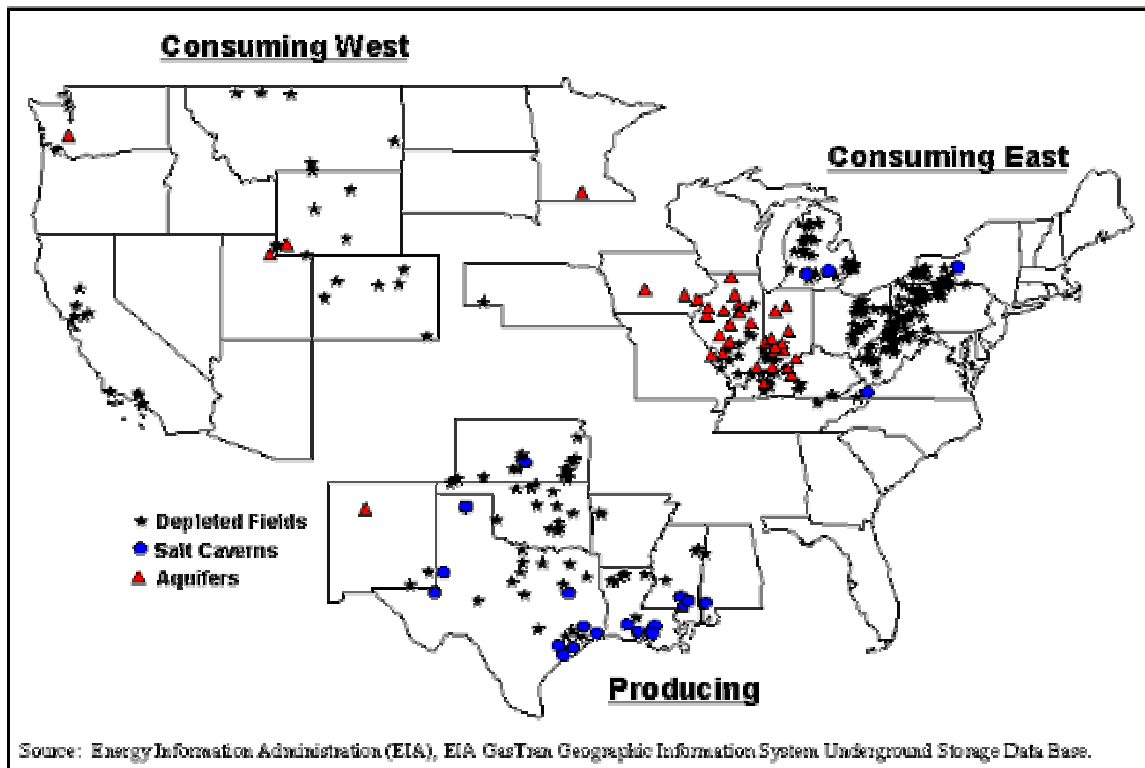 Consuming West
Consuming East
Depleted Fields
Salt Caverns
Aquifers
Producing
Source: Energy Information Administration (EIA), EIA GasTran Geographic Information System Underground Storage Data Base.